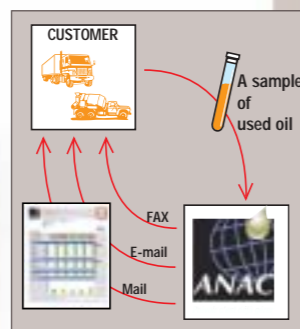 CUSTOMER
A sample
of
used oil
FAX
E-mail
Mail
ANAC